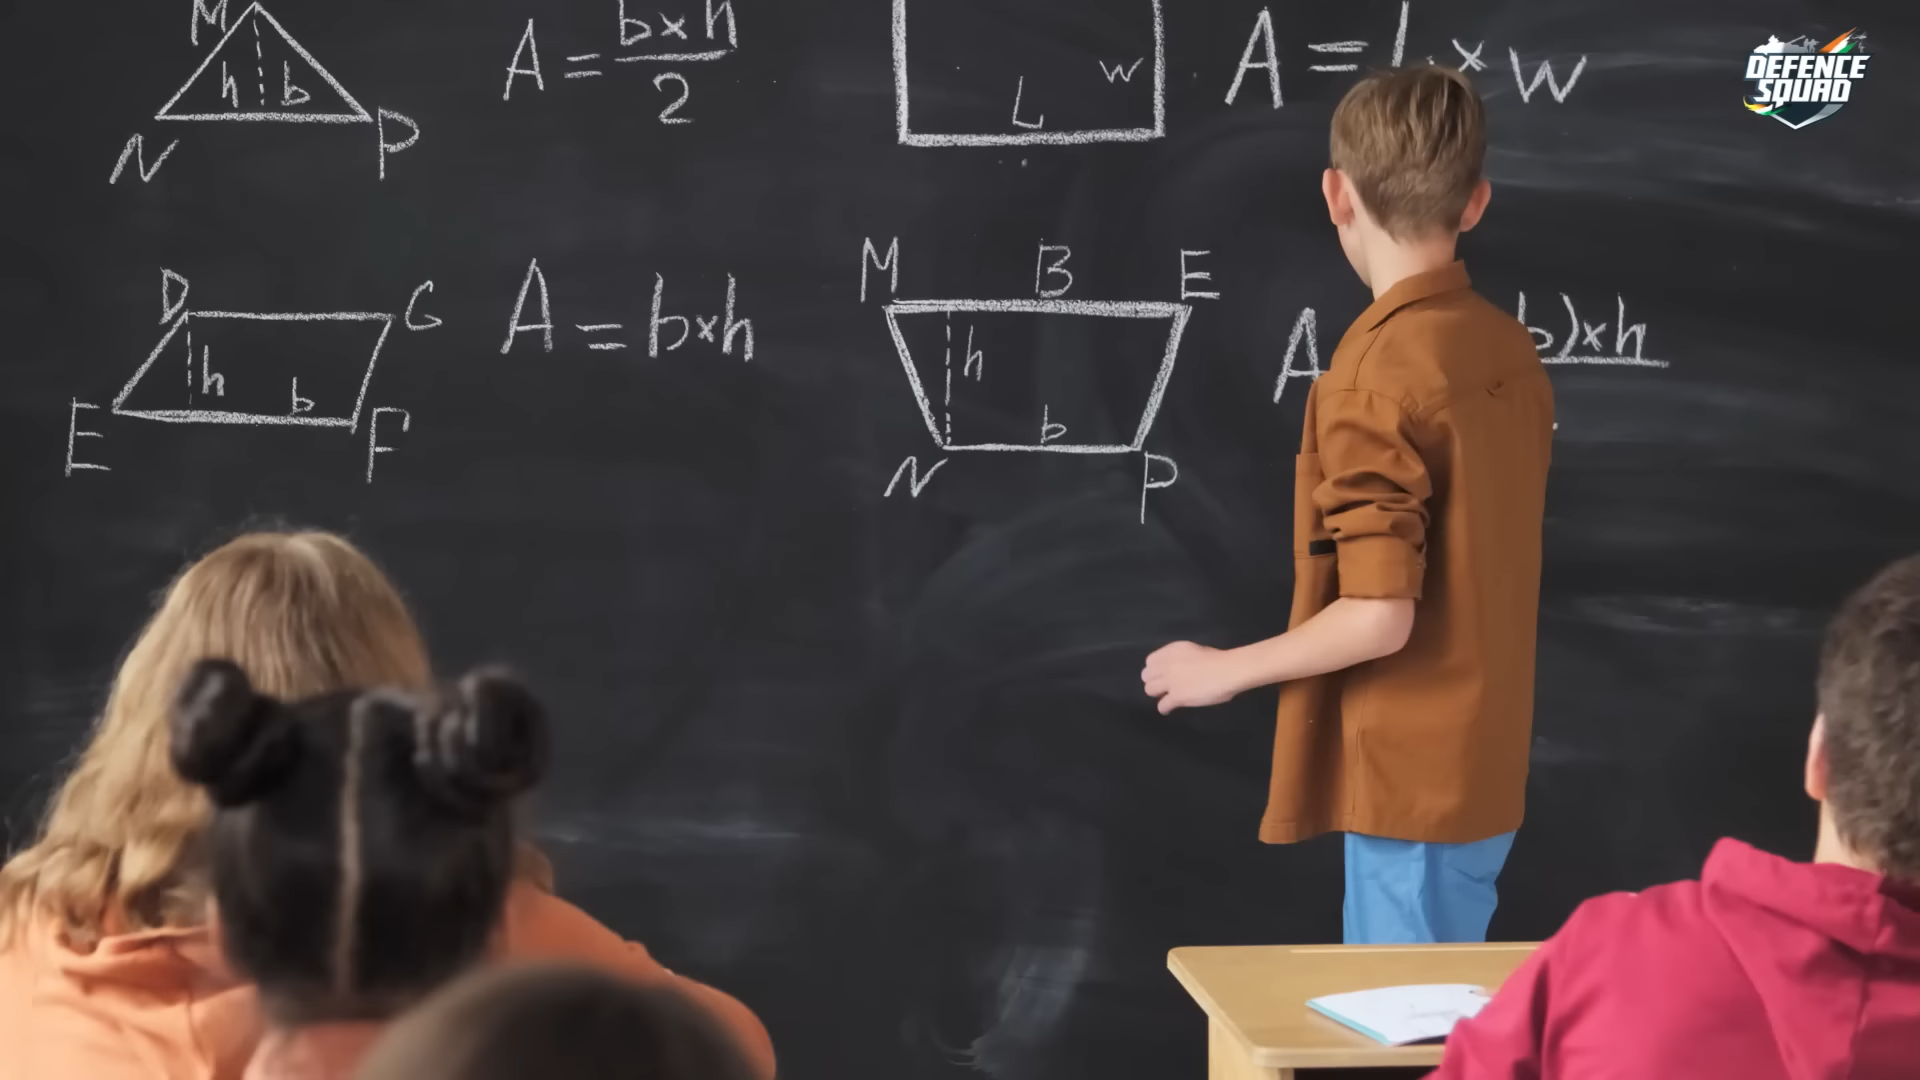 M
h b
N P
A = b×h
2
L
w
A = L × w
DEFENCE
SQUAD
D G
h
b
E F
A = b×h
M B E
h
b
N P
A b)×h